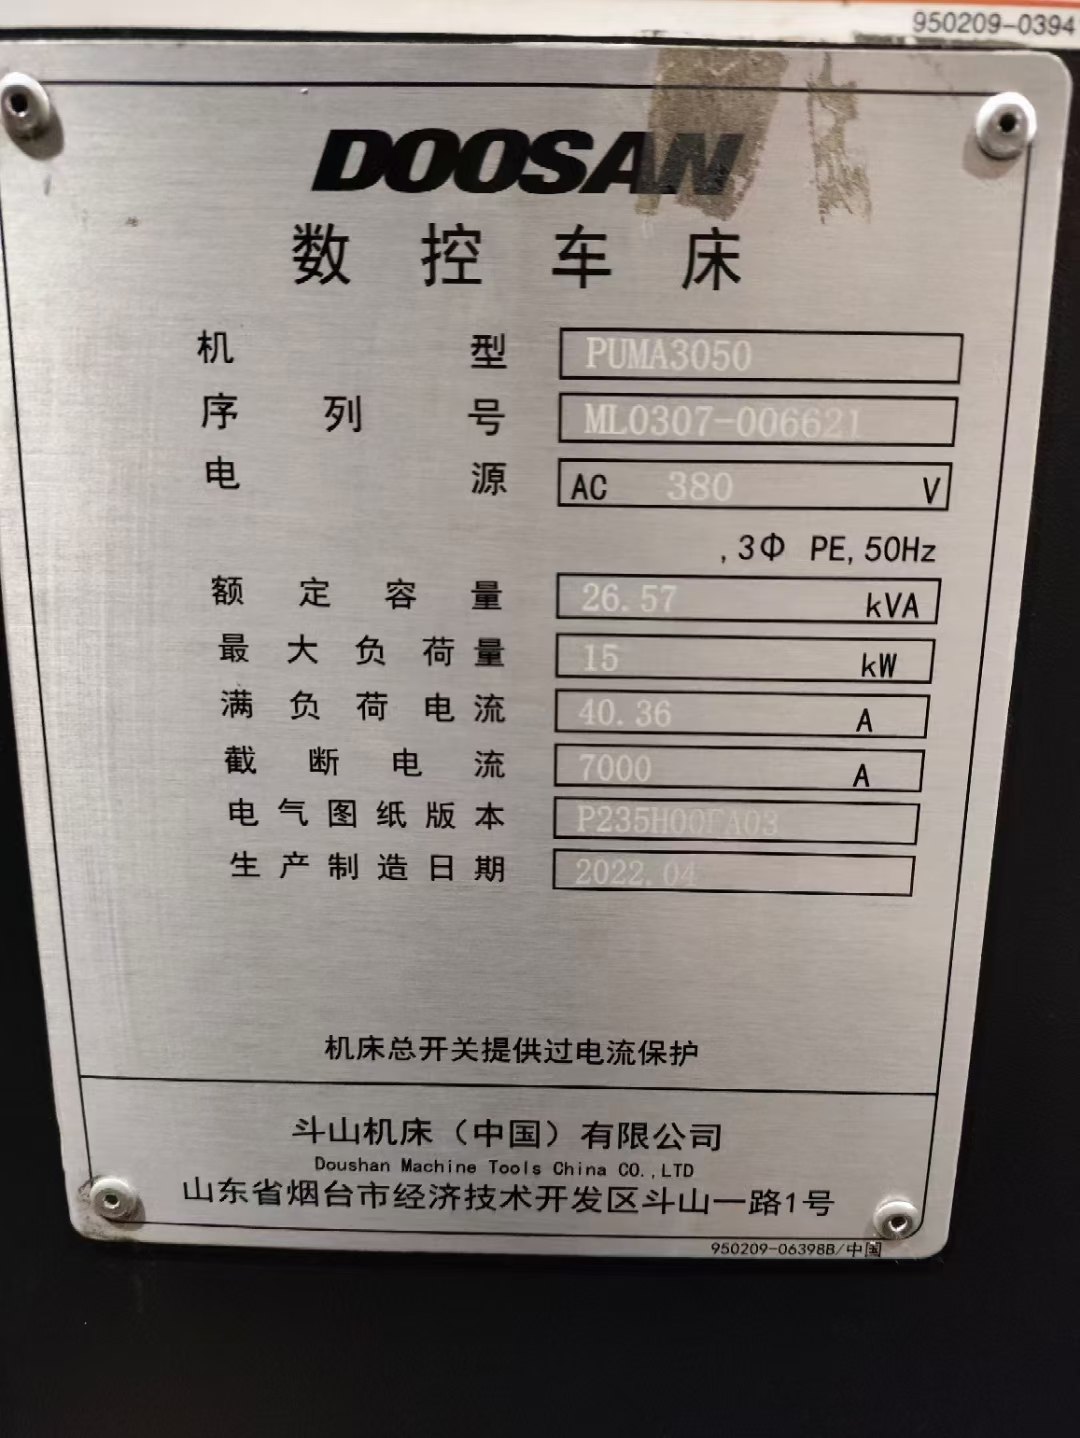 950209-0394
DOOSAN
数控车床
机型 PUMA3050
序列号 ML0307-006621
电源 AC 380 V
,3Φ PE,50Hz
额定容量 26.57 kVA
最大负荷量 15 kW
满负荷电流 40.36 A
截断电流 7000 A
电气图纸版本 P235H00FA03
生产制造日期 2022.04
机床总开关提供过电流保护
斗山机床（中国）有限公司
Doushan Machine Tools China CO.,LTD
山东省烟台市经济技术开发区斗山一路1号
950209-06398B/中国